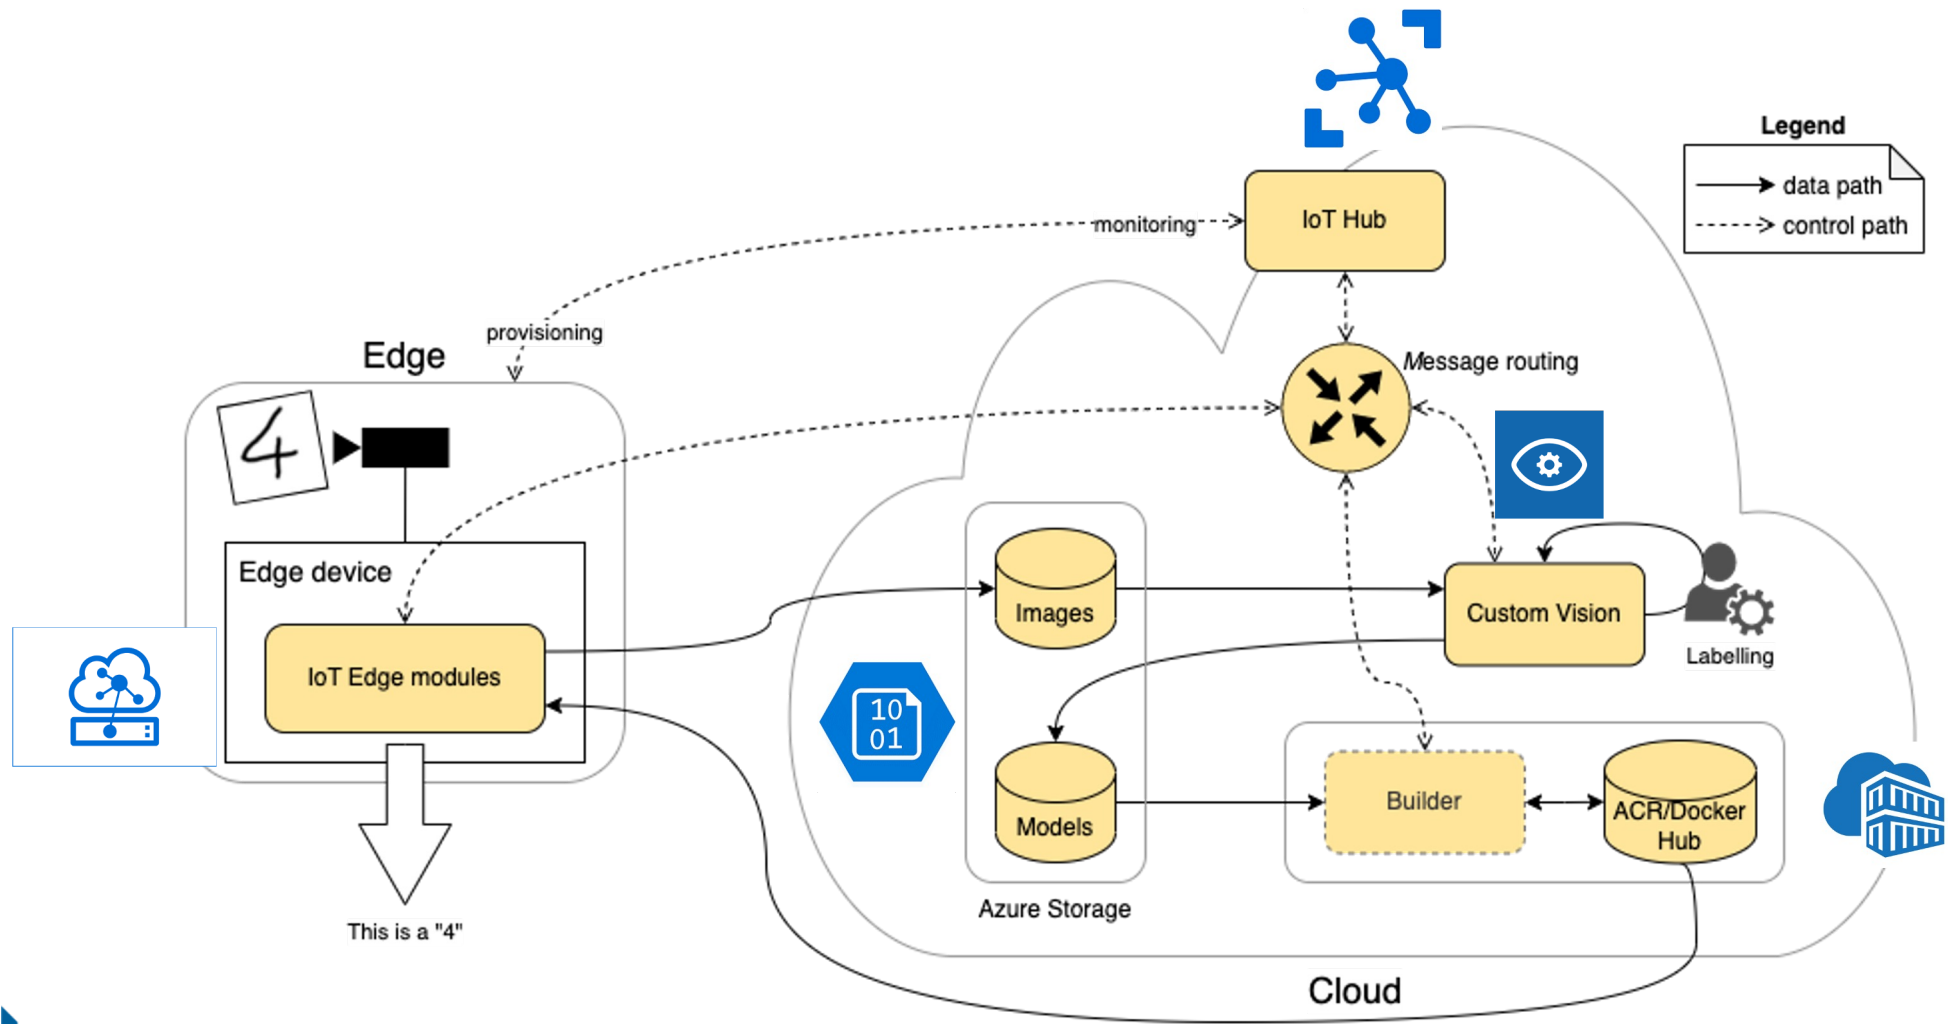 Legend
data path
control path
IoT Hub
monitoring
provisioning
Message routing
Edge
4
Edge device
IoT Edge modules
This is a "4"
Images
Custom Vision
Labelling
10
01
Models
Builder
ACR/Docker
Hub
Azure Storage
Cloud